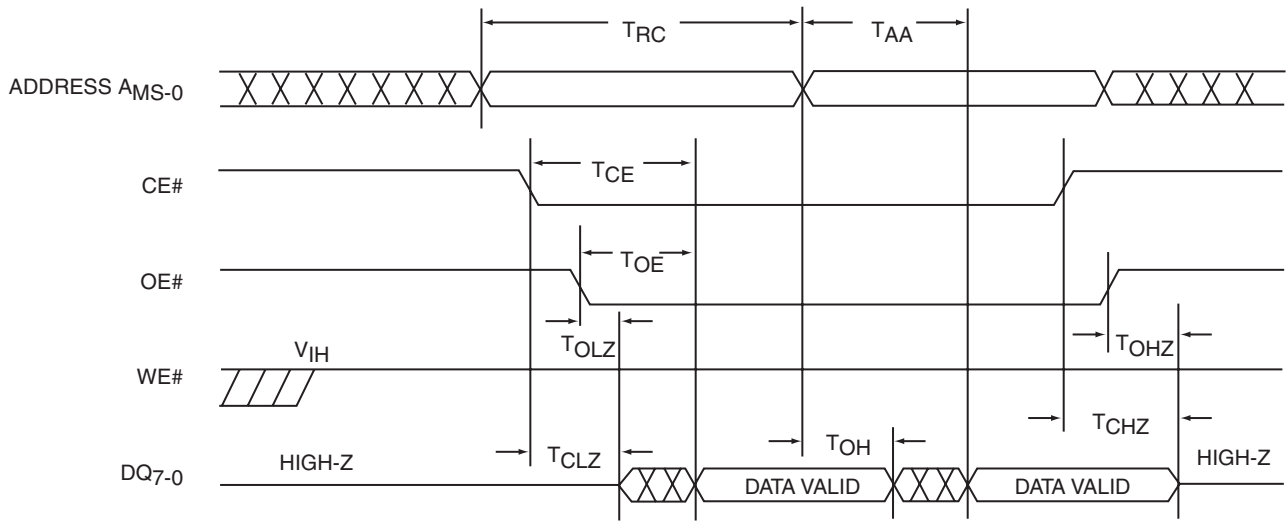 TRC TAA
ADDRESS AMS-0
TCE
CE#
TOE
OE#
TOLZ TOHZ
VIH
WE#
TCHZ
TOH
TCLZ
HIGH-Z HIGH-Z
DQ7-0
DATA VALID DATA VALID